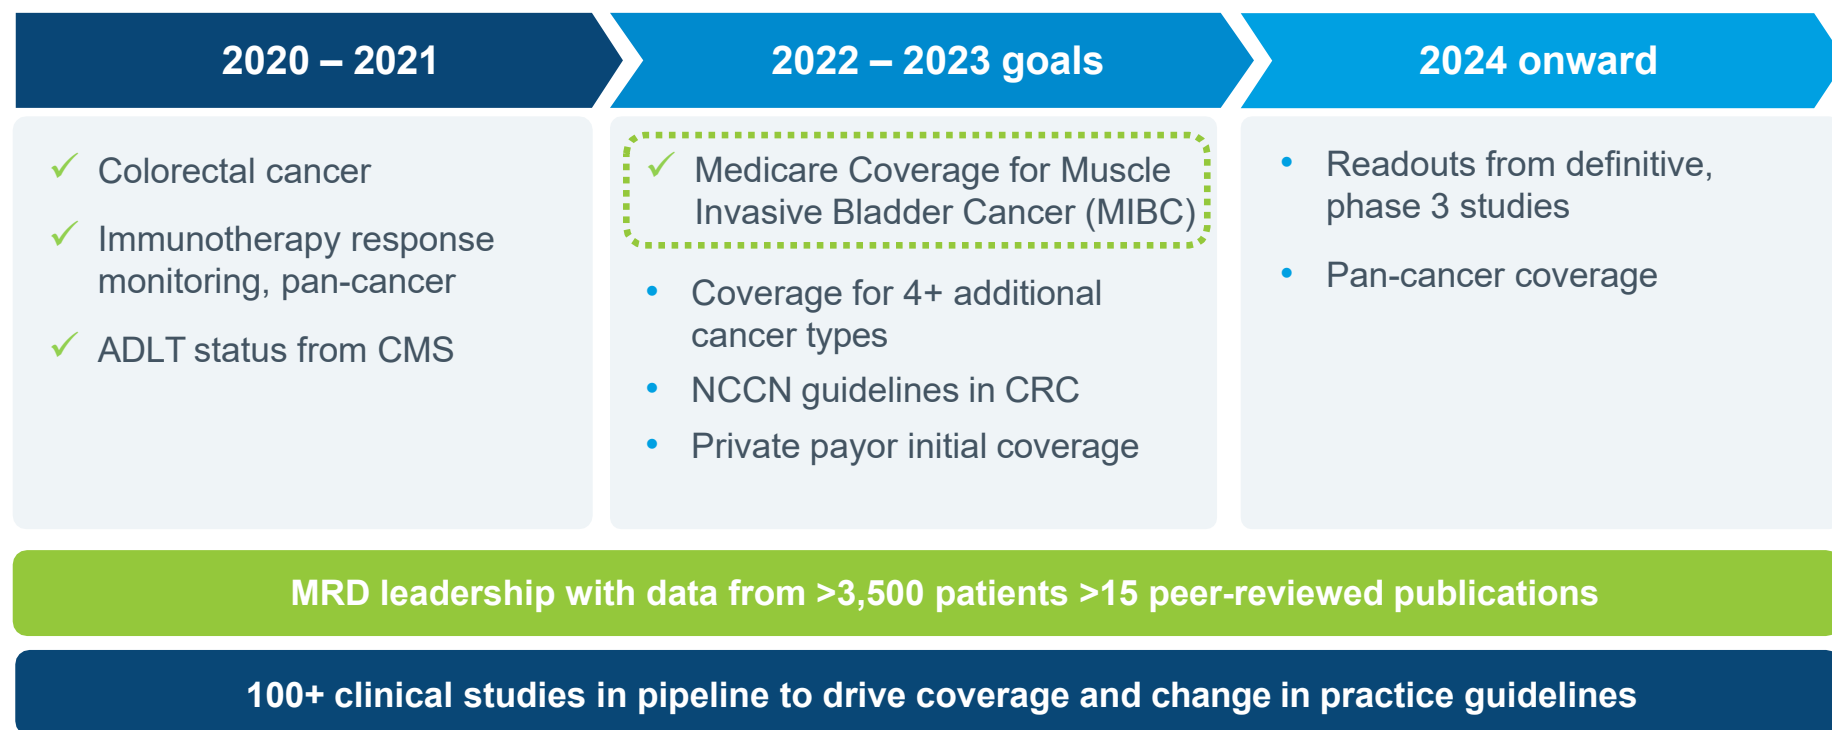 2020 – 2021
Colorectal cancer
Immunotherapy response
monitoring, pan-cancer
ADLT status from CMS
2022 – 2023 goals
Medicare Coverage for Muscle
Invasive Bladder Cancer (MIBC)
Coverage for 4+ additional
cancer types
NCCN guidelines in CRC
Private payor initial coverage
2024 onward
Readouts from definitive,
phase 3 studies
Pan-cancer coverage
MRD leadership with data from >3,500 patients >15 peer-reviewed publications
100+ clinical studies in pipeline to drive coverage and change in practice guidelines